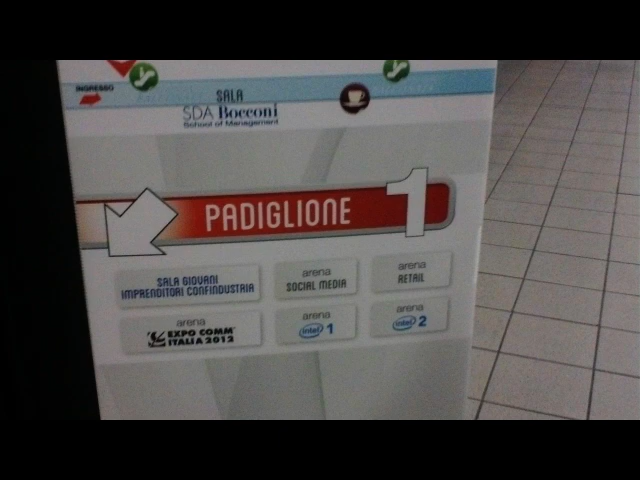 INGRESSO
SALA
SDA Bocconi
School of Management
PADIGLIONE 1
SALA GIOVANI
IMPRENDITORI CONFINDUSTRIA
arena
SOCIAL MEDIA
arena
RETAIL
arena
EXPO COMM
ITALIA 2012
arena
intel 1
arena
intel 2